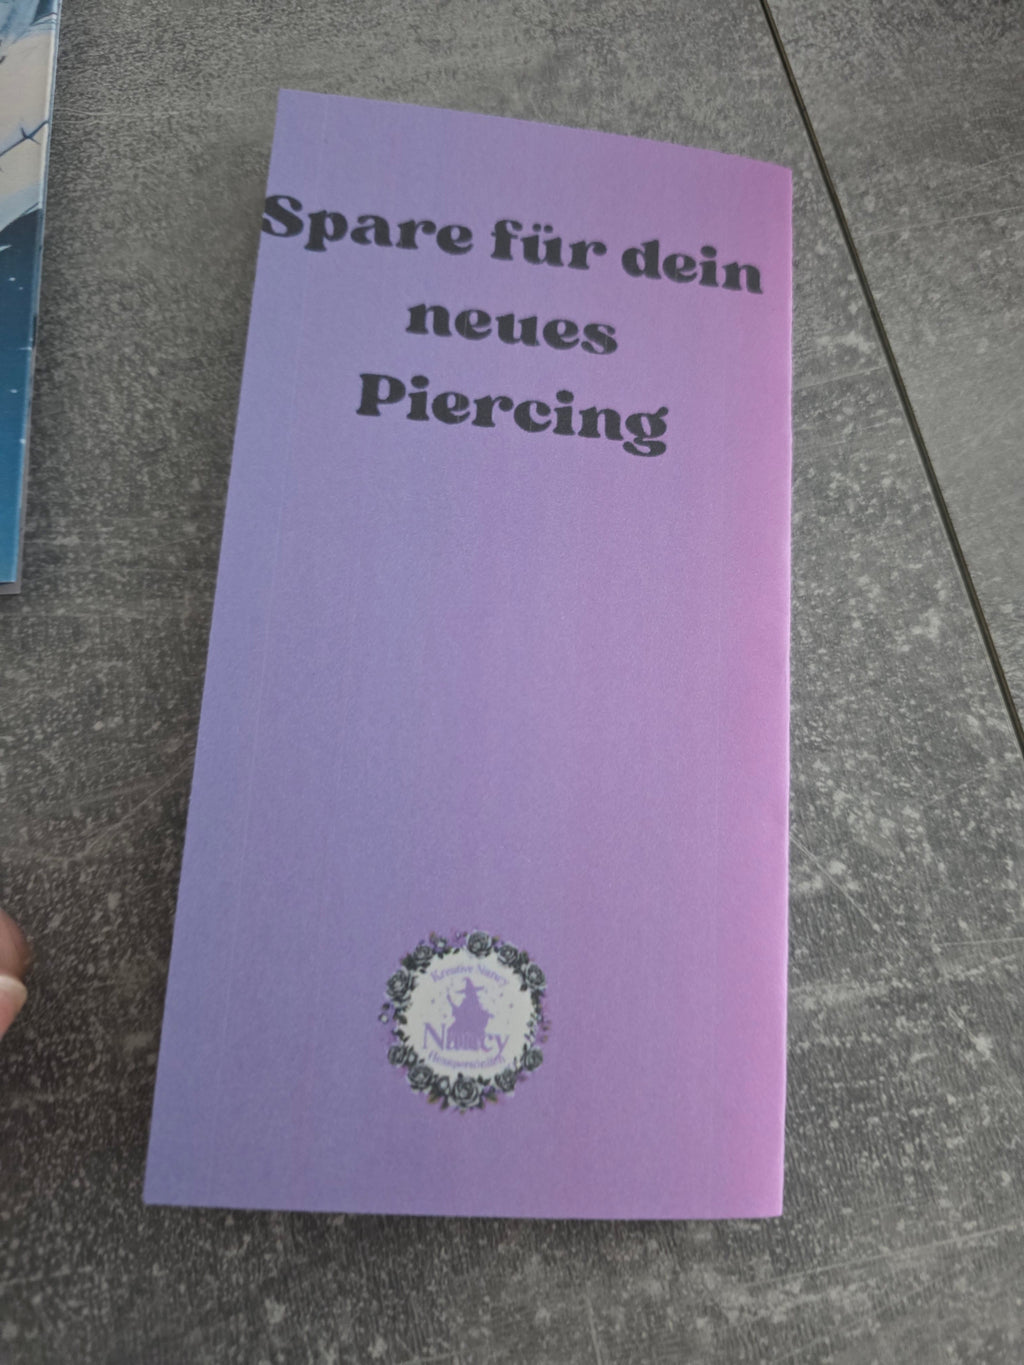 Spare für dein
neues
Piercing
Kreative Nancy
Nancy